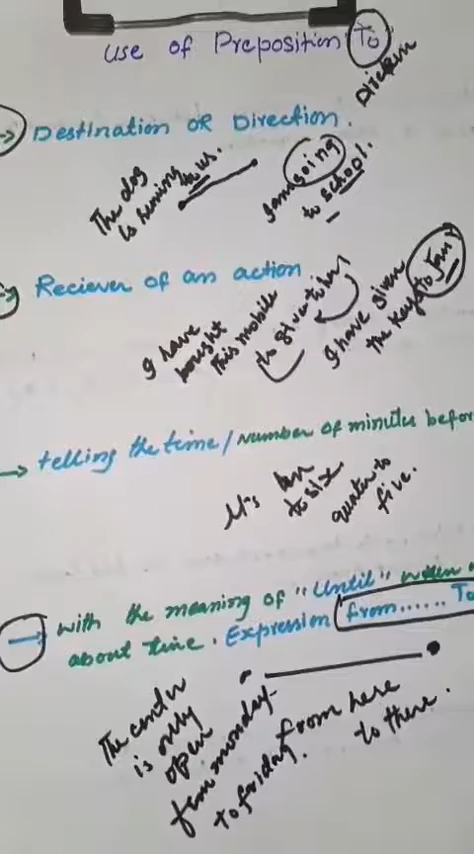 Use of Preposition To
Direction
Destination or Direction.
The dog
is running to us.
I am going
to school.
Reciever of an action.
I have
bought
this mobile
to give
I have given
the keys to
telling the time/Number of minutes before
It's ten
to six
quater to
five.
with the meaning of "Until" when
about time. Expression from...... To
The center
is only
open
from monday
to friday.
from here
to there.